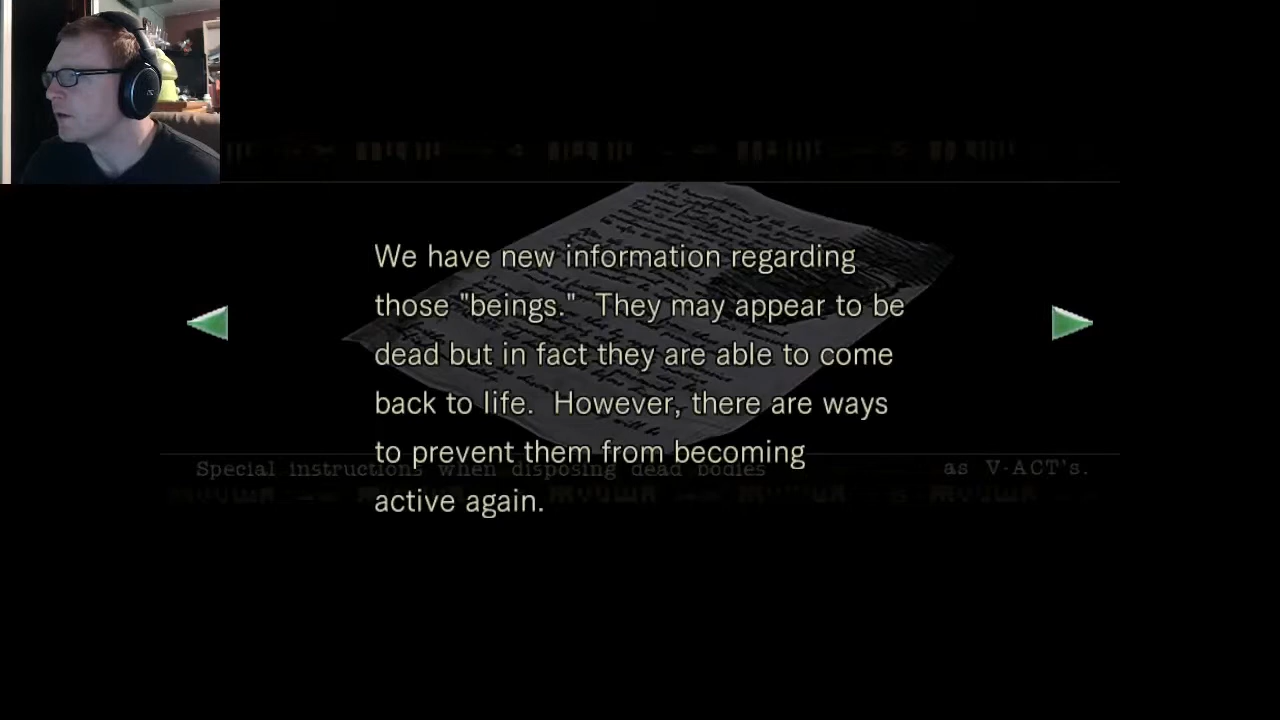 We have new information regarding
those "beings." They may appear to be
dead but in fact they are able to come
back to life. However, there are ways
to prevent them from becoming
active again.
Special instructions when disposing dead bodies as V-ACT's.